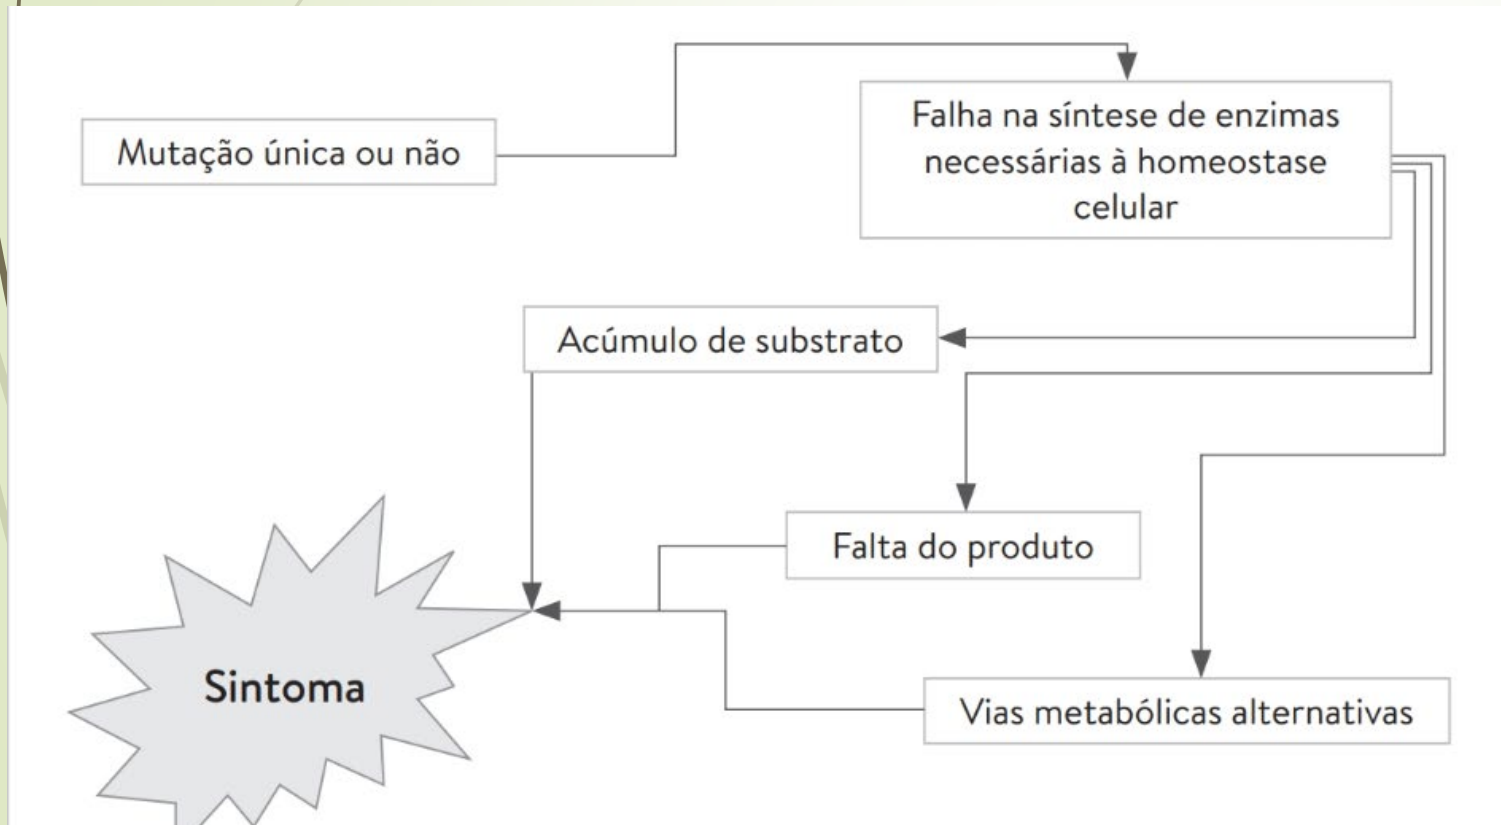 Mutação única ou não
Falha na síntese de enzimas
necessárias à homeostase
celular
Acúmulo de substrato
Falta do produto
Sintoma
Vias metabólicas alternativas